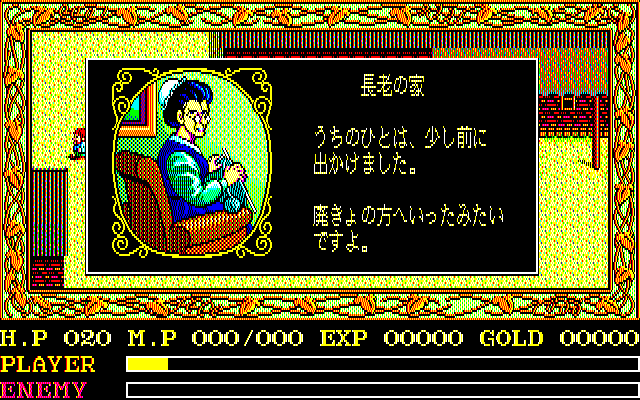 長老の家
うちのひとは、少し前に
出かけました。
廃きょの方へいったみたい
ですよ。
H.P 020 M.P 000/000 EXP 00000 GOLD 00000
PLAYER
ENEMY